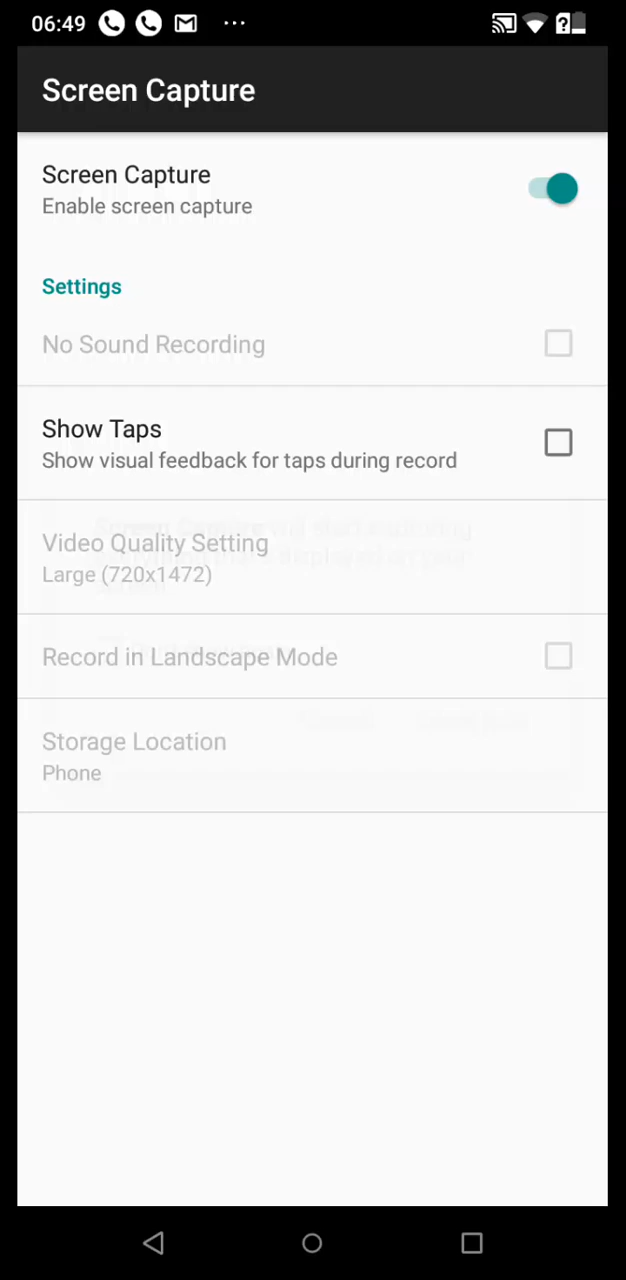 06:49
Screen Capture
Screen Capture
Enable screen capture
Settings
No Sound Recording
Show Taps
Show visual feedback for taps during record
Video Quality Setting
Large (720x1472)
Record in Landscape Mode
Storage Location
Phone